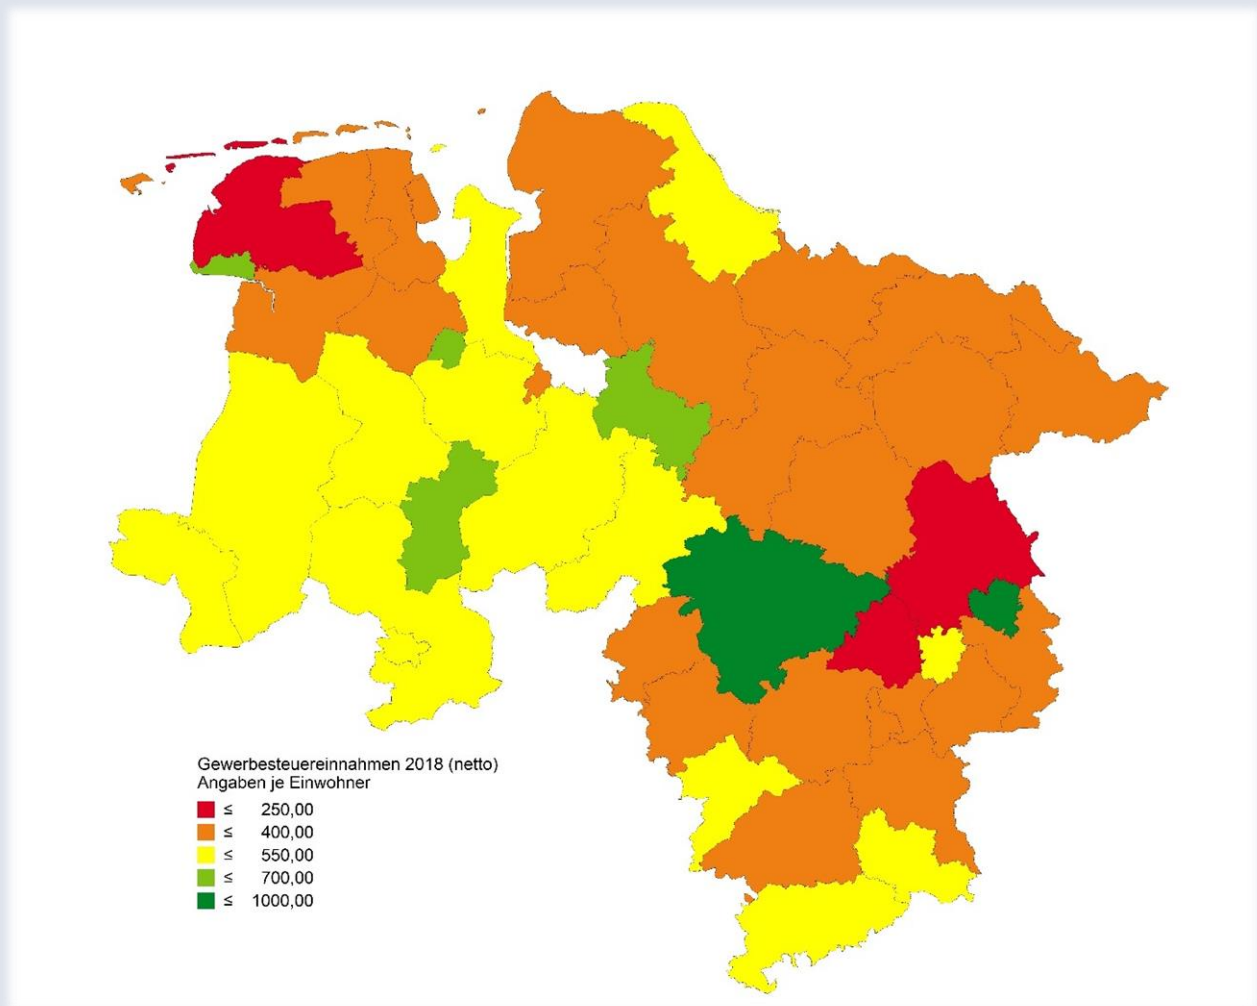 Gewerbesteuereinnahmen 2018 (netto)
Angaben je Einwohner
≤ 250,00
≤ 400,00
≤ 550,00
≤ 700,00
≤ 1000,00